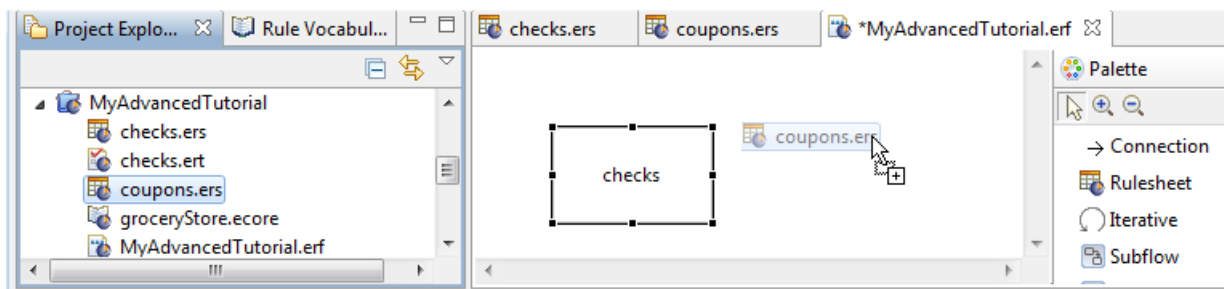 Project Explo...
Rule Vocabul...
checks.ers
coupons.ers
*MyAdvancedTutorial.erf
MyAdvancedTutorial
checks.ers
checks.ert
coupons.ers
groceryStore.ecore
MyAdvancedTutorial.erf
checks
coupons.ers
Palette
Connection
Rulesheet
Iterative
Subflow